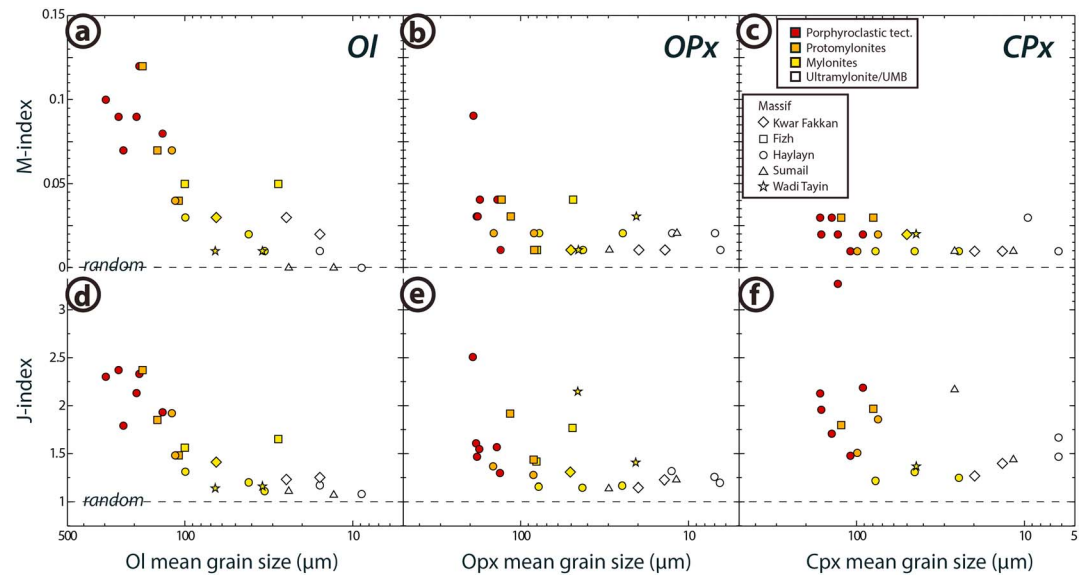 a
Ol
b
OPx
c
CPx
Porphyroclastic tect.
Protomylonites
Mylonites
Ultramylonite/UMB
Massif
Kwar Fakkan
Fizh
Haylayn
Sumail
Wadi Tayin
M-index
0.15
0.1
0.05
0
random
d
e
f
J-index
3
2.5
2
1.5
1
random
500
100
10
100
10
100
10
5
Ol mean grain size (μm)
Opx mean grain size (μm)
Cpx mean grain size (μm)